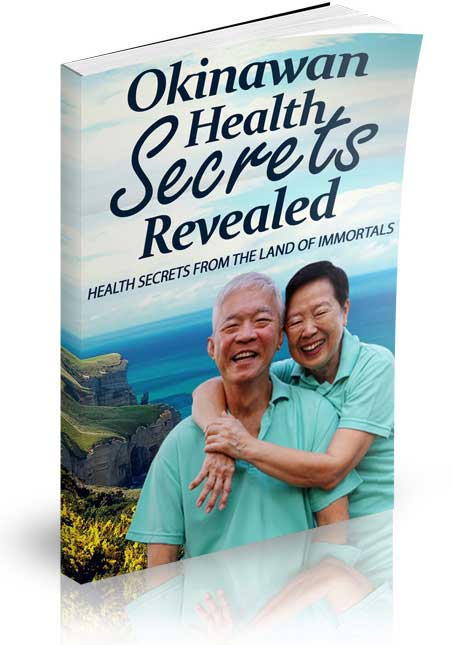 Okinawan
Health
Secrets
Revealed
HEALTH SECRETS FROM THE LAND OF IMMORTALS